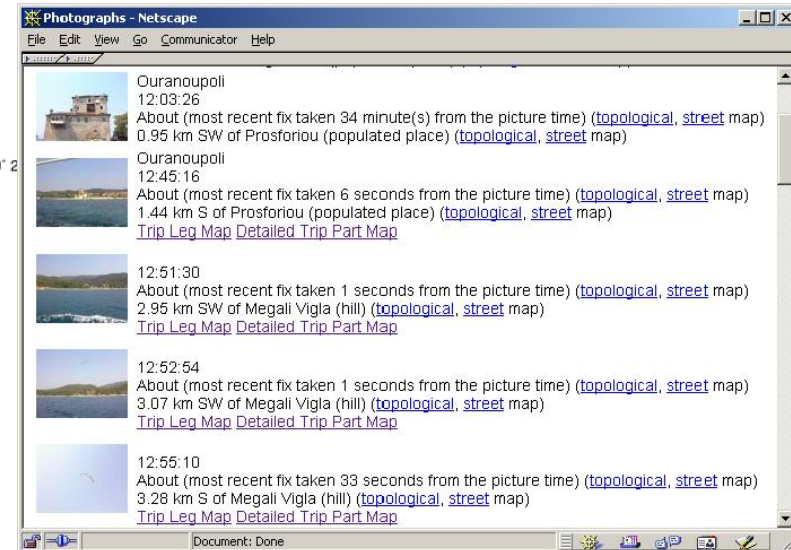 Photographs - Netscape
File Edit View Go Communicator Help
Ouranoupoli
12:03:26
About (most recent fix taken 34 minute(s) from the picture time) (topological, street map)
0.95 km SW of Prosforiou (populated place) (topological, street map)
Ouranoupoli
12:45:16
About (most recent fix taken 6 seconds from the picture time) (topological, street map)
1.44 km S of Prosforiou (populated place) (topological, street map)
Trip Leg Map Detailed Trip Part Map
12:51:30
About (most recent fix taken 1 seconds from the picture time) (topological, street map)
2.95 km SW of Megali Vigla (hill) (topological, street map)
Trip Leg Map Detailed Trip Part Map
12:52:54
About (most recent fix taken 1 seconds from the picture time) (topological, street map)
3.07 km SW of Megali Vigla (hill) (topological, street map)
Trip Leg Map Detailed Trip Part Map
12:55:10
About (most recent fix taken 33 seconds from the picture time) (topological, street map)
3.28 km S of Megali Vigla (hill) (topological, street map)
Trip Leg Map Detailed Trip Part Map
Document: Done